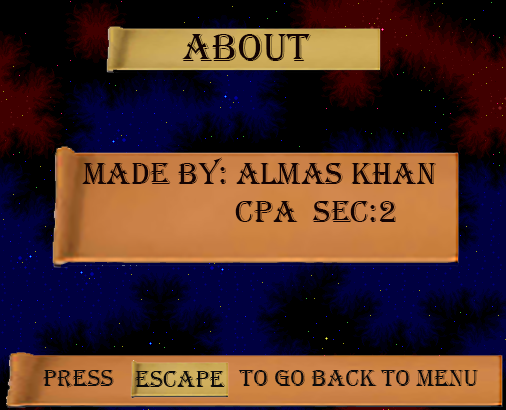 ABOUT
MADE BY: ALMAS KHAN
CPA SEC:2
PRESS ESCAPE TO GO BACK TO MENU